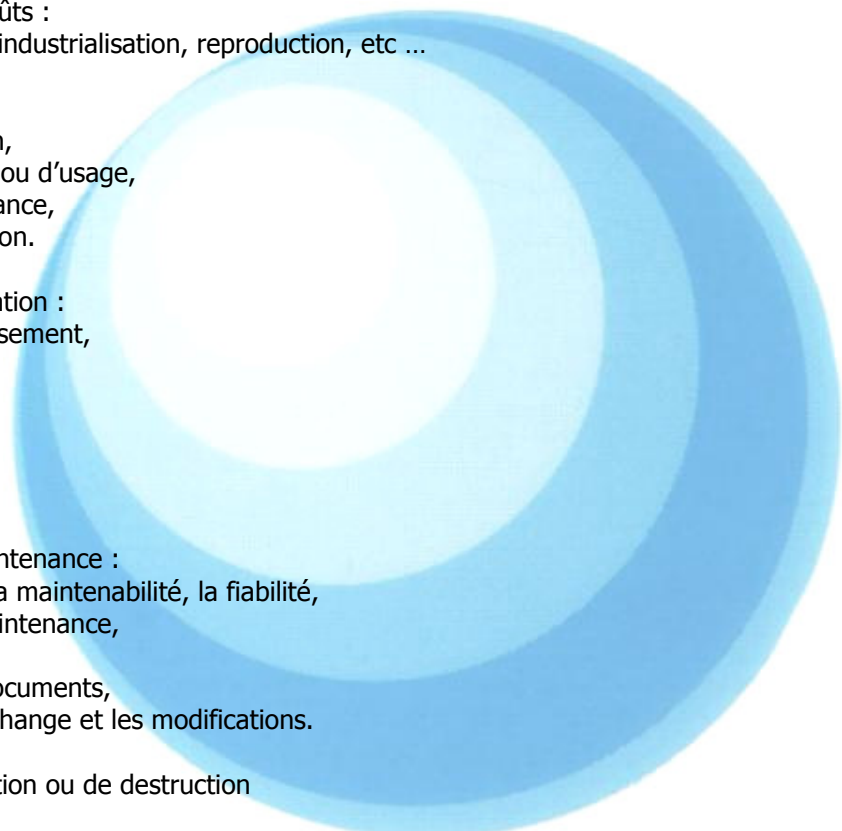 ûts :
industrialisation, reproduction, etc …
n,
ou d’usage,
ance,
on.
ation :
sement,
ntenance :
a maintenabilité, la fiabilité,
intenance,
ocuments,
change et les modifications.
tion ou de destruction